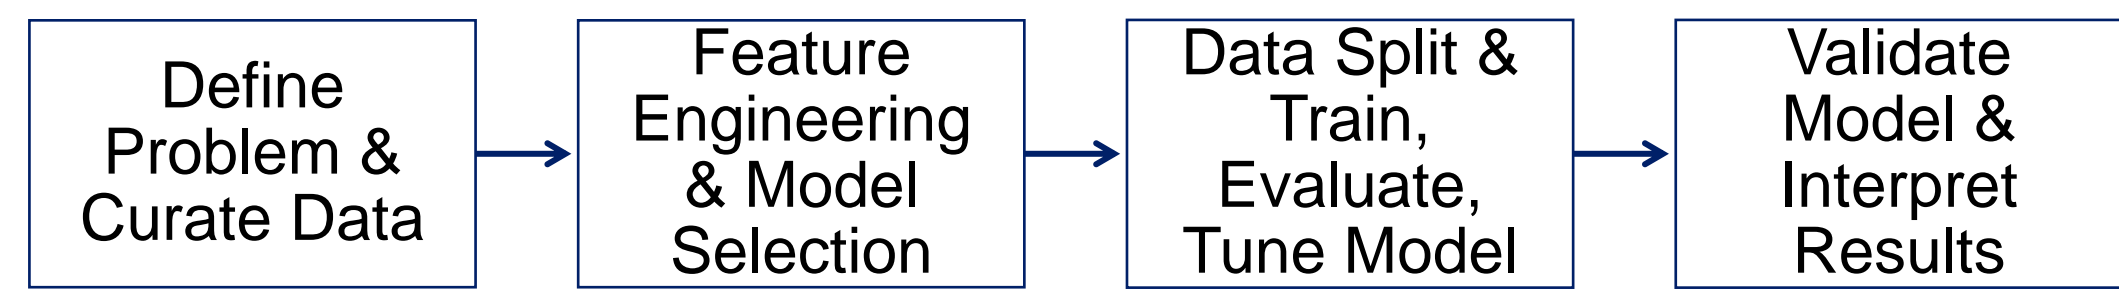 Define
Problem &
Curate Data
Feature
Engineering
& Model
Selection
Data Split &
Train,
Evaluate,
Tune Model
Validate
Model &
Interpret
Results